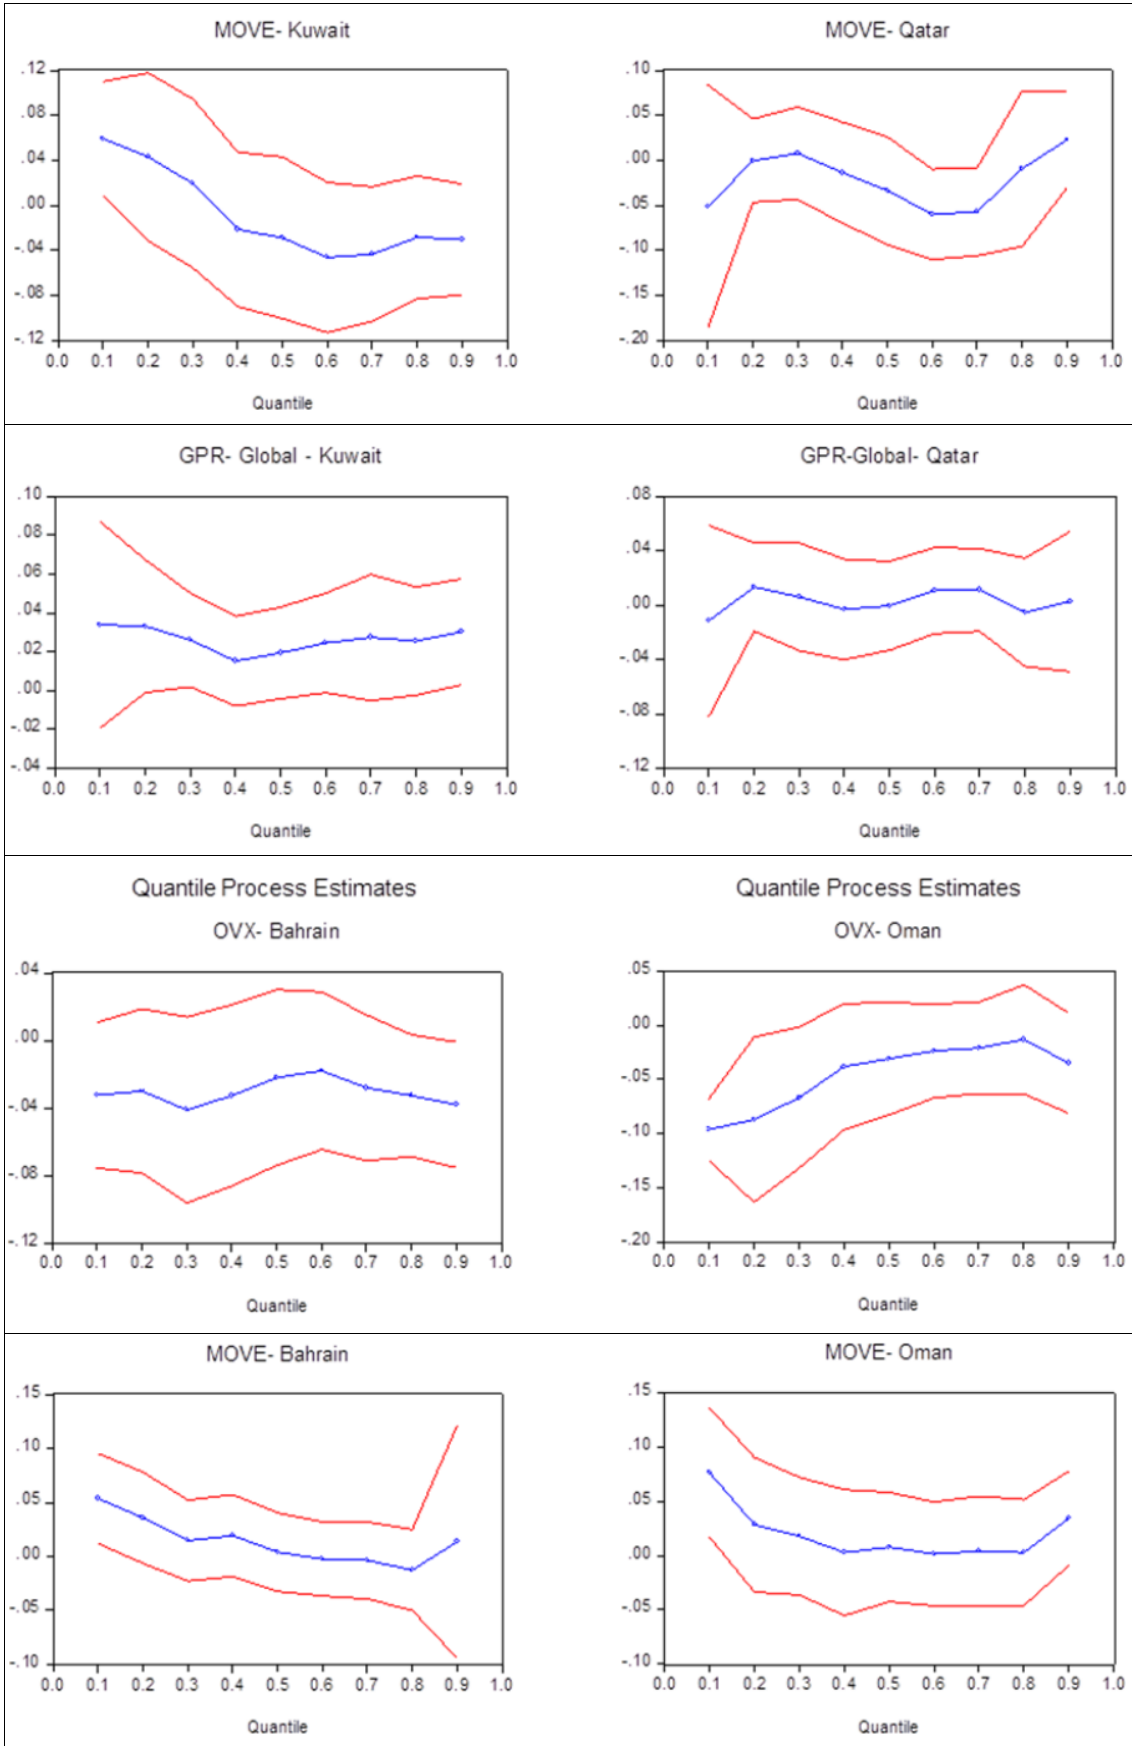 MOVE- Kuwait
.12
.08
.04
.00
-.04
-.08
-.12
0.0 0.1 0.2 0.3 0.4 0.5 0.6 0.7 0.8 0.9 1.0
Quantile
MOVE- Qatar
.10
.05
.00
-.05
-.10
-.15
-.20
0.0 0.1 0.2 0.3 0.4 0.5 0.6 0.7 0.8 0.9 1.0
Quantile
GPR- Global - Kuwait
.10
.08
.06
.04
.02
.00
-.02
-.04
0.0 0.1 0.2 0.3 0.4 0.5 0.6 0.7 0.8 0.9 1.0
Quantile
GPR-Global- Qatar
.08
.04
.00
-.04
-.08
-.12
0.0 0.1 0.2 0.3 0.4 0.5 0.6 0.7 0.8 0.9 1.0
Quantile
Quantile Process Estimates
OVX- Bahrain
.04
.00
-.04
-.08
-.12
0.0 0.1 0.2 0.3 0.4 0.5 0.6 0.7 0.8 0.9 1.0
Quantile
Quantile Process Estimates
OVX- Oman
.05
.00
-.05
-.10
-.15
-.20
0.0 0.1 0.2 0.3 0.4 0.5 0.6 0.7 0.8 0.9 1.0
Quantile
MOVE- Bahrain
.15
.10
.05
.00
-.05
-.10
0.0 0.1 0.2 0.3 0.4 0.5 0.6 0.7 0.8 0.9 1.0
Quantile
MOVE- Oman
.15
.10
.05
.00
-.05
-.10
0.0 0.1 0.2 0.3 0.4 0.5 0.6 0.7 0.8 0.9 1.0
Quantile